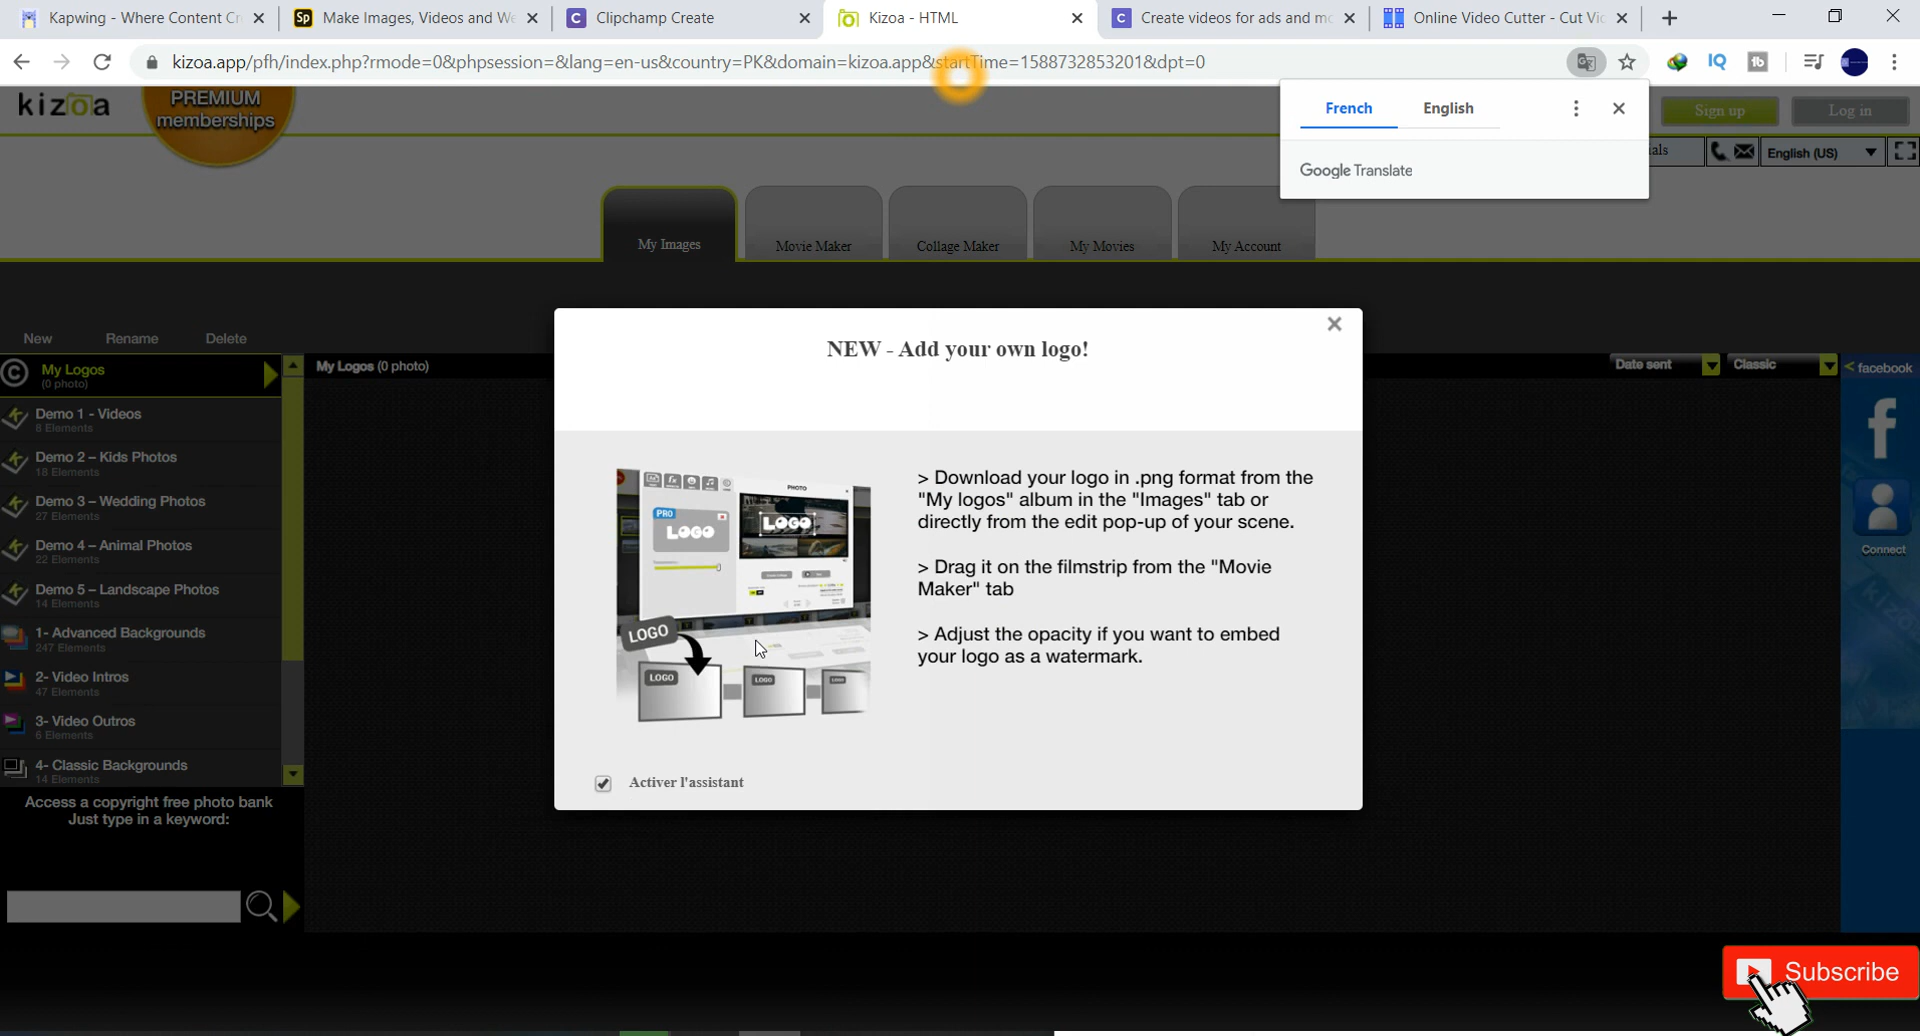 Kapwing - Where Content Cr
Make Images, Videos and We
Clipchamp Create
Kizoa - HTML
Create videos for ads and mo
Online Video Cutter - Cut Vid
kizoa.app/pfh/index.php?rmode=0&phpsession=&lang=en-us&country=PK&domain=kizoa.app&startTime=1588732853201&dpt=0
kizoa
PREMIUM
memberships
French
English
Google Translate
Sign up
Log in
ials
English (US)
My Images
Movie Maker
Collage Maker
My Movies
My Account
New
Rename
Delete
My Logos
(0 photo)
My Logos (0 photo)
Date sent
Classic
< facebook
Demo 1 - Videos
8 Elements
Demo 2 – Kids Photos
18 Elements
Demo 3 – Wedding Photos
27 Elements
Demo 4 – Animal Photos
22 Elements
Demo 5 – Landscape Photos
14 Elements
1- Advanced Backgrounds
247 Elements
2- Video Intros
47 Elements
3- Video Outros
6 Elements
4- Classic Backgrounds
14 Elements
Access a copyright free photo bank
Just type in a keyword:
Connect
NEW - Add your own logo!
PHOTO
PRO
LOGO
LOGO
LOGO
LOGO
LOGO
LOGO
> Download your logo in .png format from the
"My logos" album in the "Images" tab or
directly from the edit pop-up of your scene.
> Drag it on the filmstrip from the "Movie
Maker" tab
> Adjust the opacity if you want to embed
your logo as a watermark.
Activer l'assistant
Subscribe